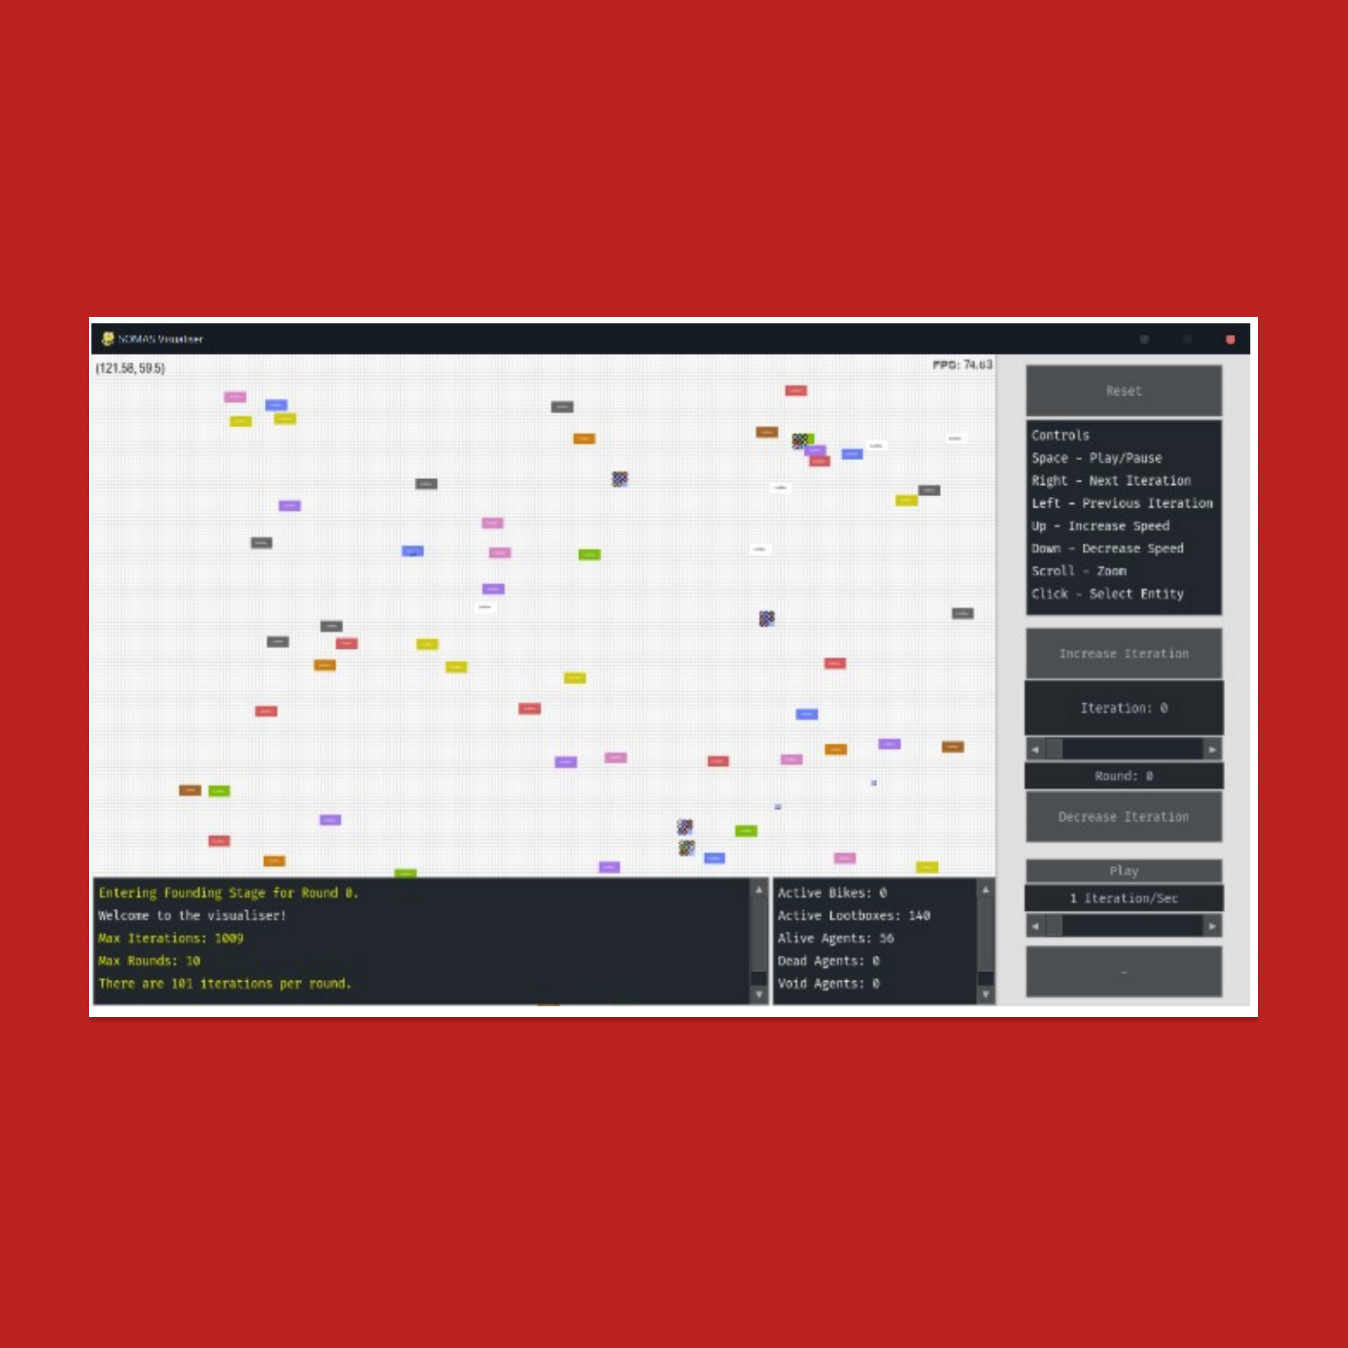 SOMAS Visualiser
(121.58, 59.5)
FPS: 74.63
Reset
Controls
Space - Play/Pause
Right - Next Iteration
Left - Previous Iteration
Up - Increase Speed
Down - Decrease Speed
Scroll - Zoom
Click - Select Entity
Increase Iteration
Iteration: 0
Round: 0
Decrease Iteration
Play
1 Iteration/Sec
-
Entering Founding Stage for Round 0.
Welcome to the visualiser!
Max Iterations: 1009
Max Rounds: 10
There are 101 iterations per round.
Active Bikes: 0
Active Lootboxes: 140
Alive Agents: 56
Dead Agents: 0
Void Agents: 0